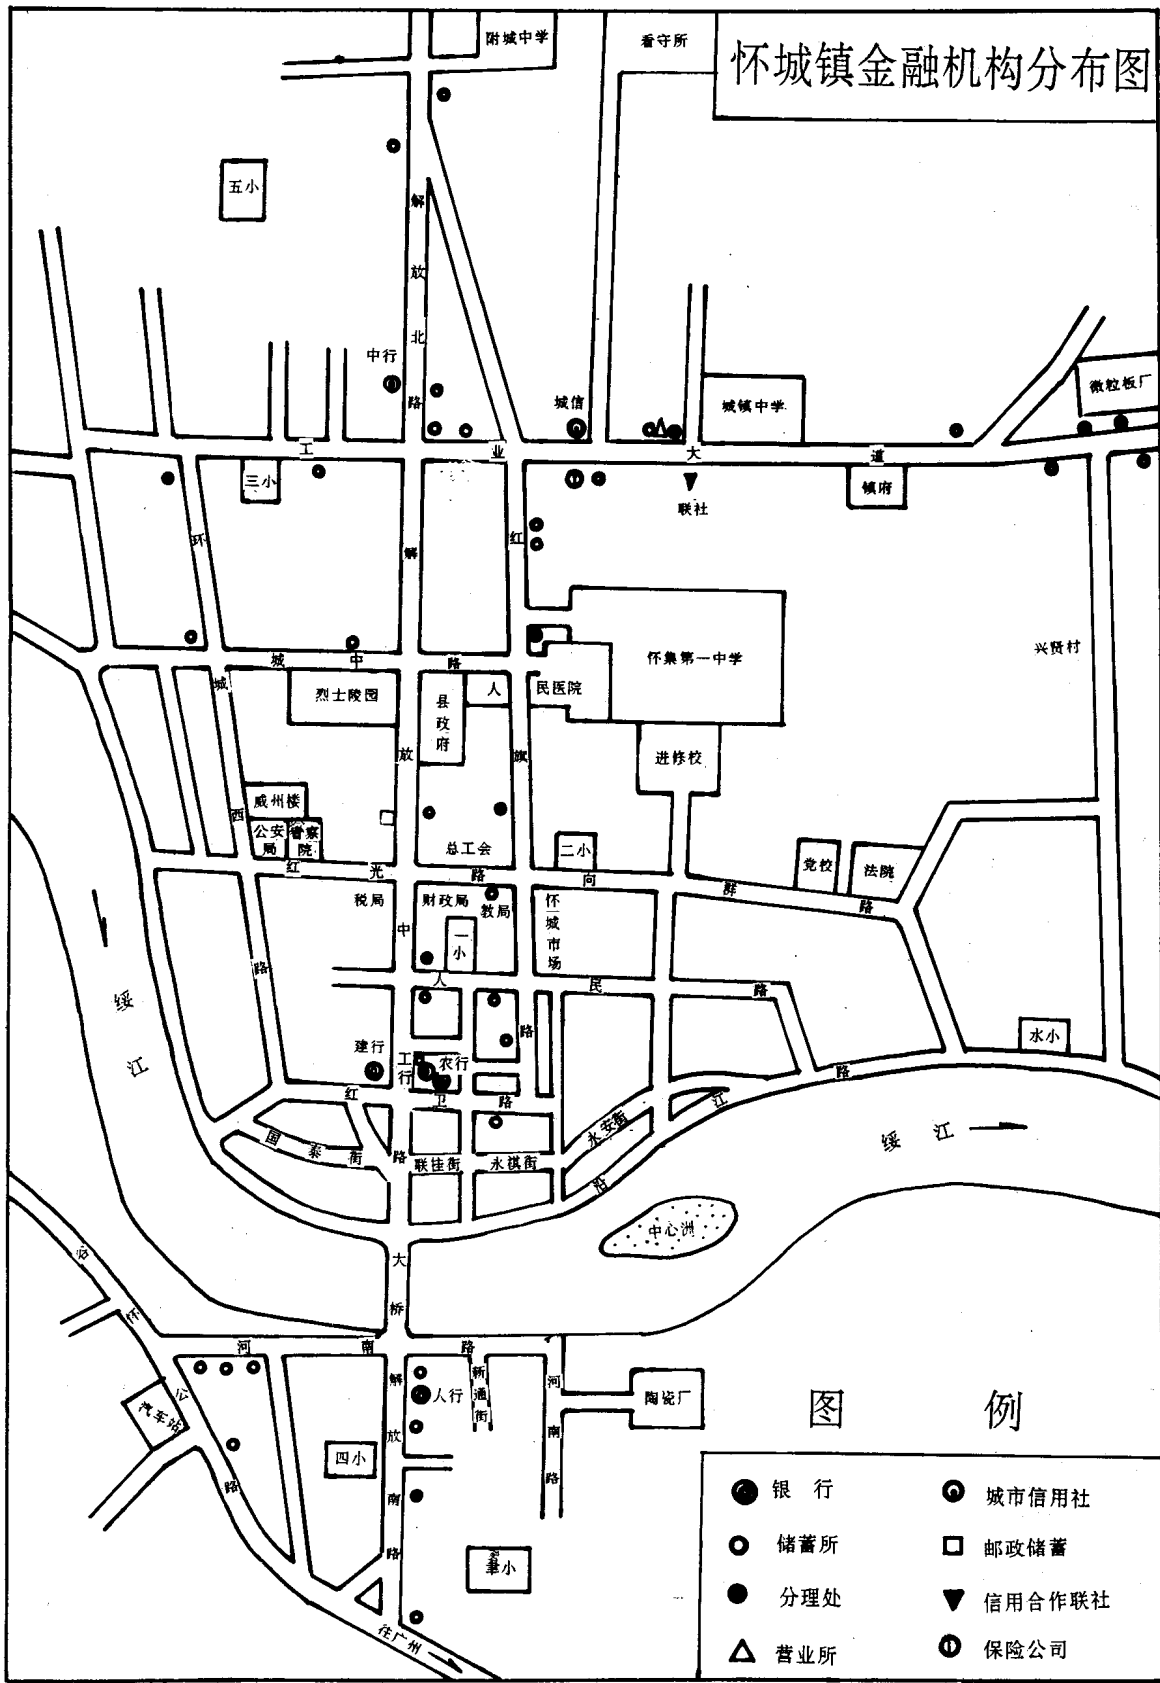 怀城镇金融机构分布图
附城中学
看守所
五小
解放北路
中行
城信
城镇中学
微粒板厂
工业大道
三小
联社
镇府
环城西路
解放中路
红旗路
城中路
烈士陵园
县政府
人民医院
怀集第一中学
兴贤村
进修校
威州楼
公安局
总工会
二小
党校
法院
红光路
向群路
税局
财政局
教局
一小
怀城市场
人民路
绥江
水小
建行
工行
农行
红卫路
国泰街
联佳街
永淇街
永安街
沿江路
绥江
中心洲
大桥
谷怀公路
河南路
汽车站
解放南路
人行
新通街
河南路
陶瓷厂
四小
往广州
图例
银行
城市信用社
储蓄所
邮政储蓄
分理处
信用合作联社
营业所
保险公司